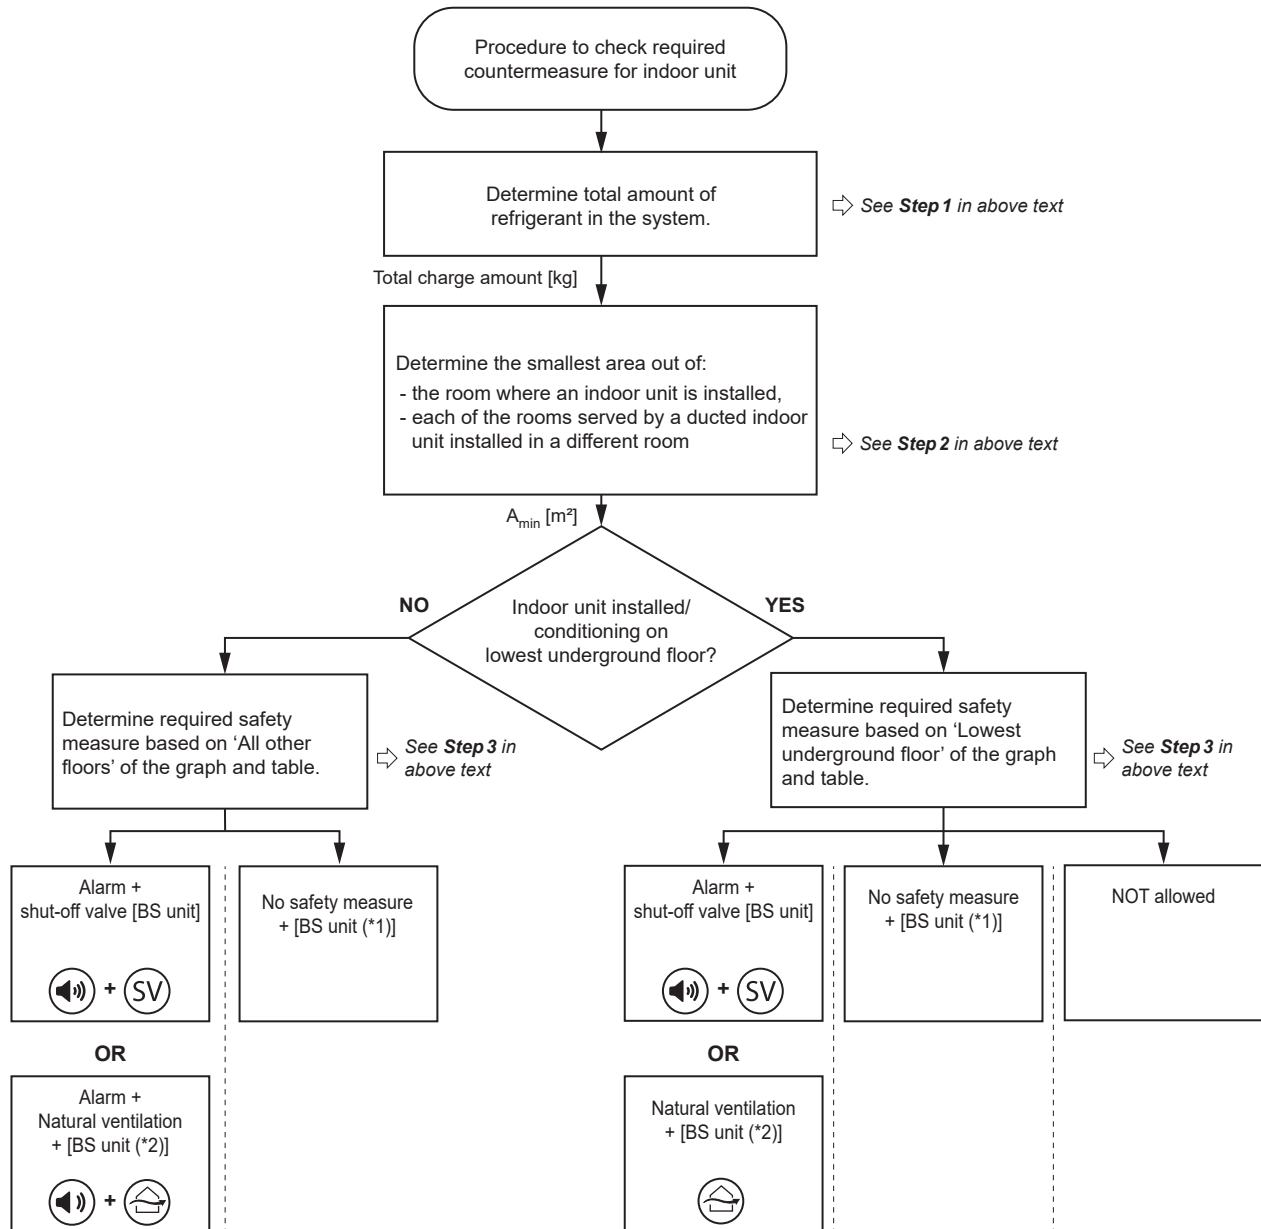 Procedure to check required
countermeasure for indoor unit
Determine total amount of
refrigerant in the system.
See Step 1 in above text
Total charge amount [kg]
Determine the smallest area out of:
- the room where an indoor unit is installed,
- each of the rooms served by a ducted indoor
unit installed in a different room
See Step 2 in above text
Amin [m²]
NO
Indoor unit installed/
conditioning on
lowest underground floor?
YES
Determine required safety
measure based on ‘All other
floors’ of the graph and table.
See Step 3 in
above text
Determine required safety
measure based on ‘Lowest
underground floor’ of the graph
and table.
See Step 3 in
above text
Alarm +
shut-off valve [BS unit]
+ SV
No safety measure
+ [BS unit (*1)]
Alarm +
shut-off valve [BS unit]
+ SV
No safety measure
+ [BS unit (*1)]
NOT allowed
OR
Alarm +
Natural ventilation
+ [BS unit (*2)]
+
OR
Natural ventilation
+ [BS unit (*2)]